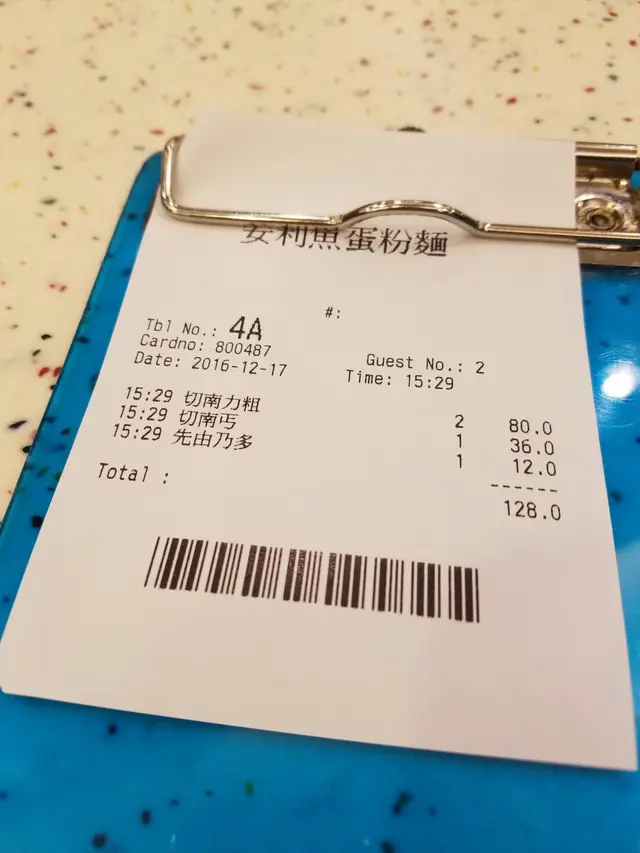 安利魚蛋粉麵
#:
Tbl No.: 4A
Cardno: 800487 Guest No.: 2
Date: 2016-12-17 Time: 15:29
15:29 切南力粗 2 80.0
15:29 切南丐 1 36.0
15:29 先由乃多 1 12.0
------
Total : 128.0